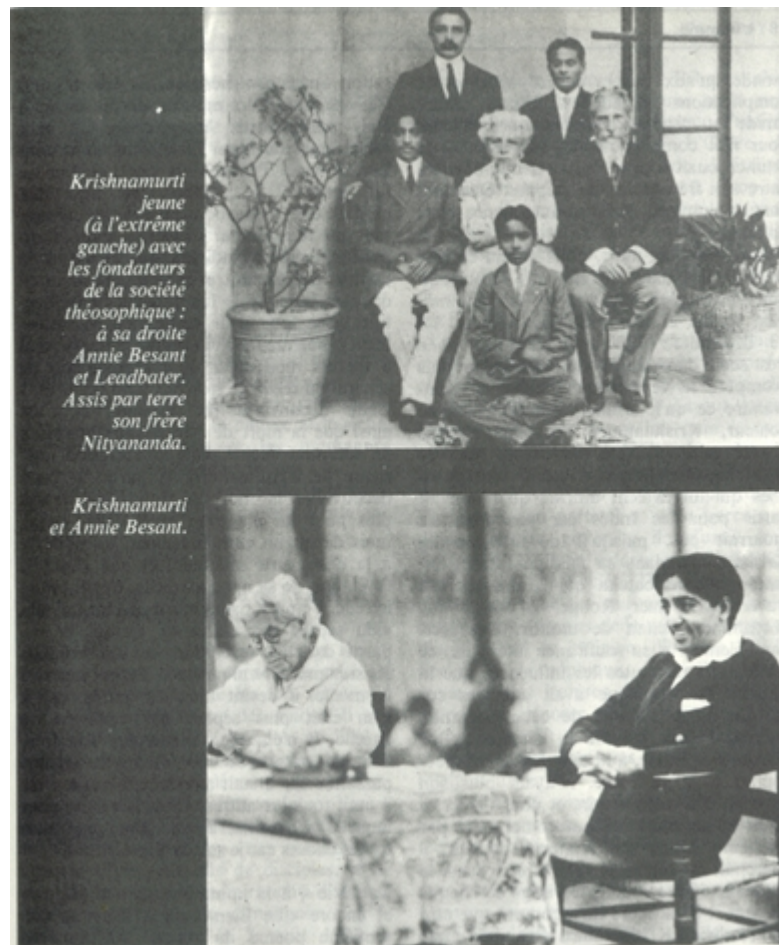 Krishnamurti
jeune
(à l'extrême
gauche) avec
les fondateurs
de la société
théosophique :
à sa droite
Annie Besant
et Leadbater.
Assis par terre
son frère
Nityananda.
Krishnamurti
et Annie Besant.